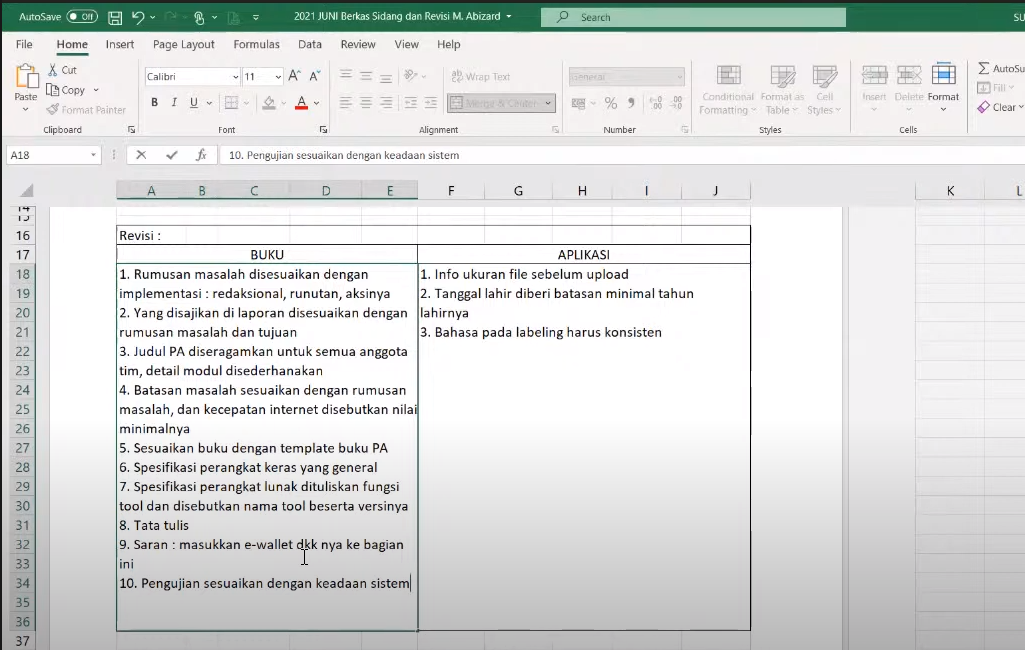 AutoSave Off 2021 JUNI Berkas Sidang dan Revisi M. Abizard Search SU
File Home Insert Page Layout Formulas Data Review View Help
Paste Cut Copy Format Painter
Calibri 11 A A
B I U A
ab Wrap Text
Merge & Center
General
% 9
Conditional Formatting Format as Table Cell Styles
Insert Delete Format
AutoSu
Fill
Clear
Clipboard Font Alignment Number Styles Cells
A18 fx 10. Pengujian sesuaikan dengan keadaan sistem
A B C D E F G H I J K L
14
15
16 Revisi :
17 BUKU APLIKASI
18 1. Rumusan masalah disesuaikan dengan 1. Info ukuran file sebelum upload
19 implementasi : redaksional, runutan, aksinya 2. Tanggal lahir diberi batasan minimal tahun
20 2. Yang disajikan di laporan disesuaikan dengan lahirnya
21 rumusan masalah dan tujuan 3. Bahasa pada labeling harus konsisten
22 3. Judul PA diseragamkan untuk semua anggota
23 tim, detail modul disederhanakan
24 4. Batasan masalah sesuaikan dengan rumusan
25 masalah, dan kecepatan internet disebutkan nilai
26 minimalnya
27 5. Sesuaikan buku dengan template buku PA
28 6. Spesifikasi perangkat keras yang general
29 7. Spesifikasi perangkat lunak dituliskan fungsi
30 tool dan disebutkan nama tool beserta versinya
31 8. Tata tulis
32 9. Saran : masukkan e-wallet dkk nya ke bagian
33 ini
34 10. Pengujian sesuaikan dengan keadaan sistem
35
36
37